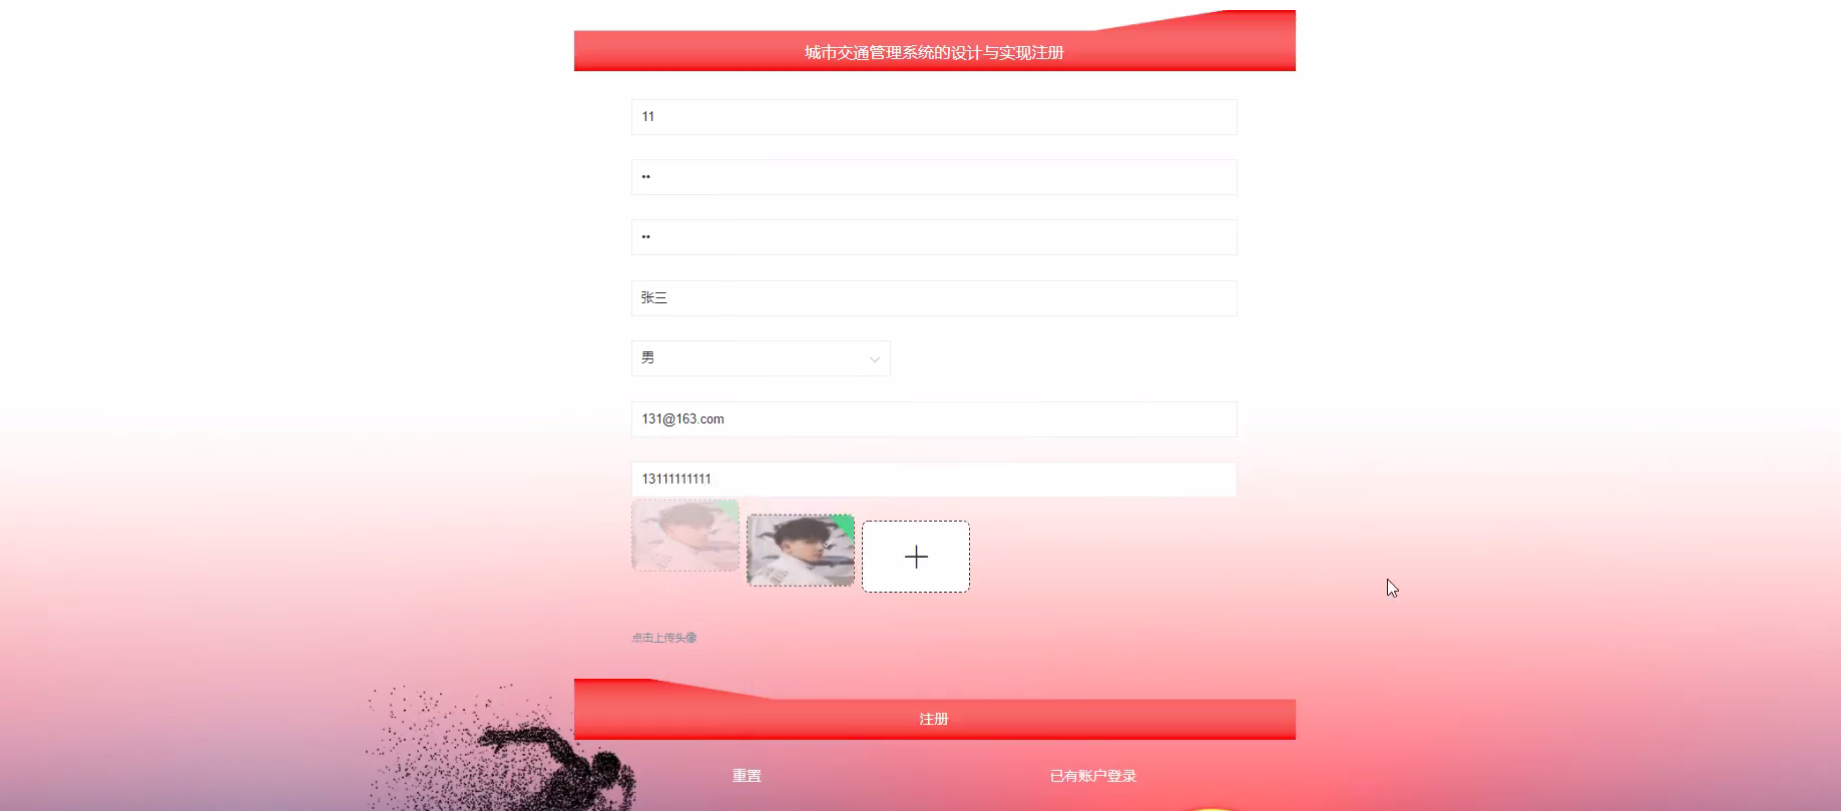 城市交通管理系统的设计与实现注册
11
••
••
张三
男
131@163.com
13111111111
点击上传头像
注册
重置
已有账户登录